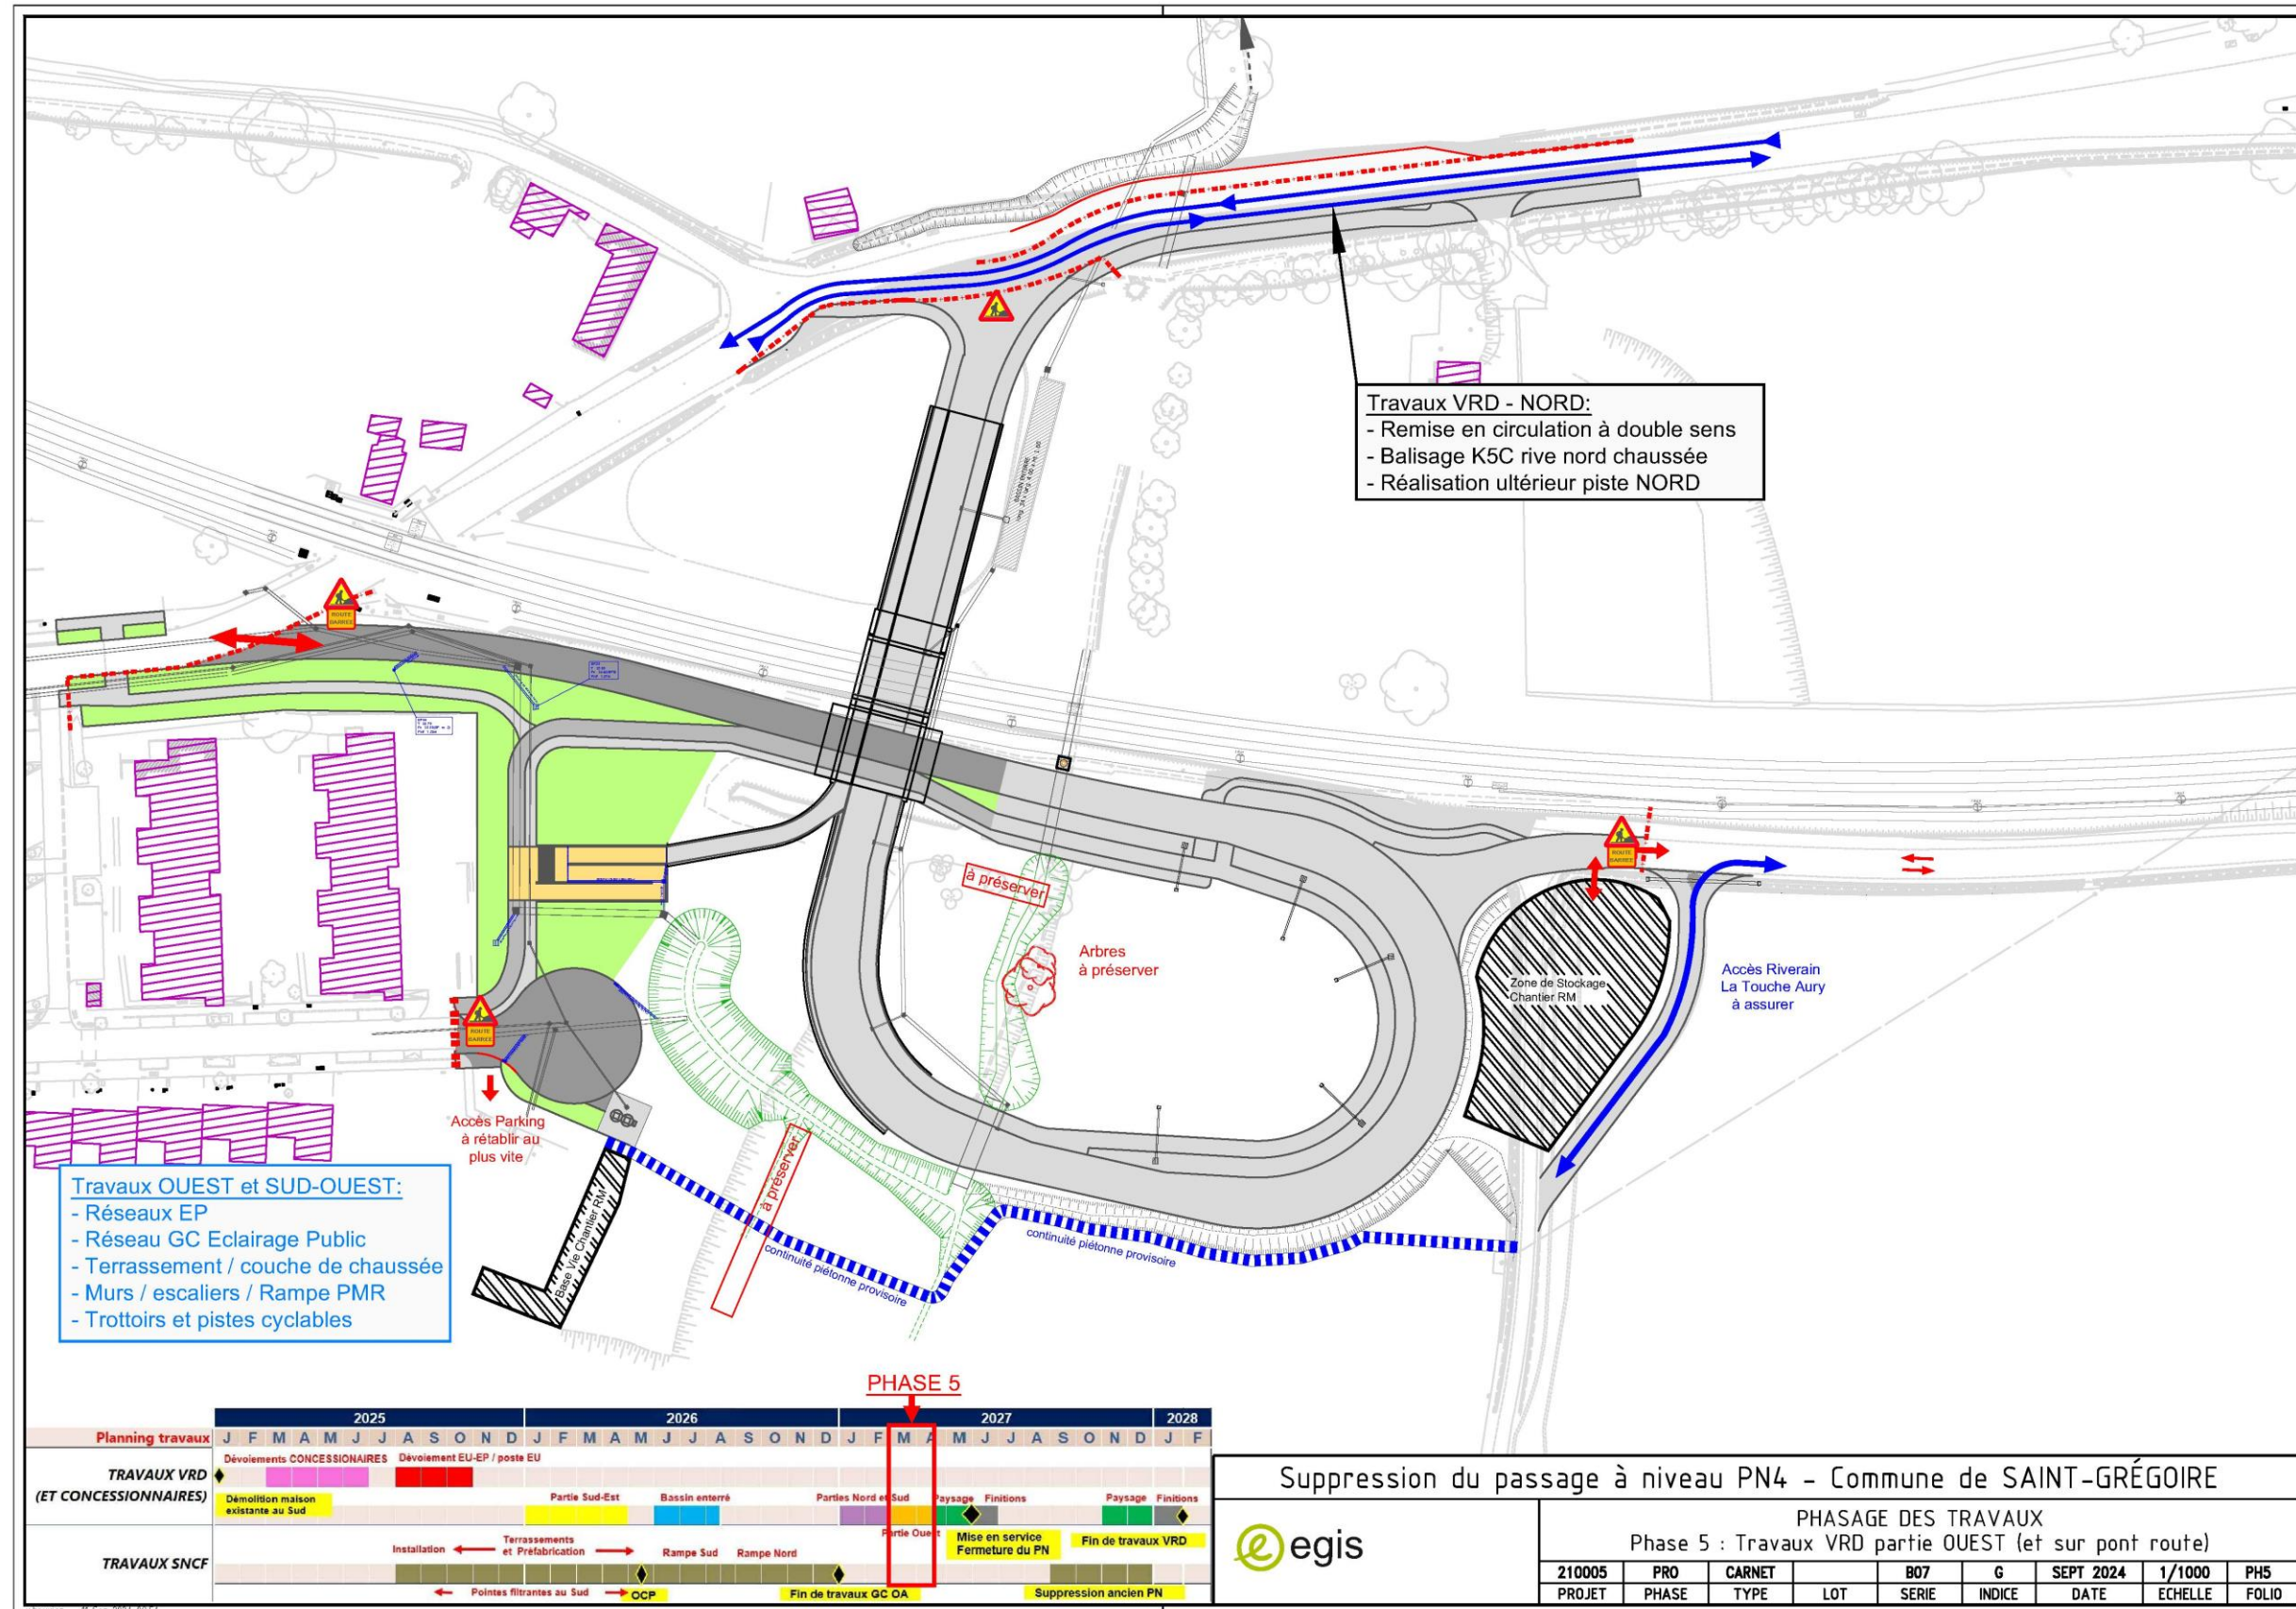 Travaux VRD - NORD:
- Remise en circulation à double sens
- Balisage K5C rive nord chaussée
- Réalisation ultérieur piste NORD
ROUTE
BARREE
ROUTE
BARREE
ROUTE
BARREE
à préserver
Arbres
à préserver
Zone de Stockage
Chantier RM
Accès Riverain
La Touche Aury
à assurer
Accès Parking
à rétablir au
plus vite
à préserver
Base Vie Chantier RM
continuité piétonne provisoire
continuité piétonne provisoire
Travaux OUEST et SUD-OUEST:
- Réseaux EP
- Réseau GC Eclairage Public
- Terrassement / couche de chaussée
- Murs / escaliers / Rampe PMR
- Trottoirs et pistes cyclables
PHASE 5
2025 2026 2027 2028
Planning travaux J F M A M J J A S O N D J F M A M J J A S O N D J F M A M J J A S O N D J F
Dévoiements CONCESSIONAIRES Dévoiement EU-EP / poste EU
TRAVAUX VRD
(ET CONCESSIONNAIRES)
Démolition maison
existante au Sud
Partie Sud-Est Bassin enterré Parties Nord et Sud Paysage Finitions Paysage Finitions
Partie Ouest
Mise en service
Fermeture du PN
Fin de travaux VRD
TRAVAUX SNCF
Installation
Terrassements
et Préfabrication
Rampe Sud Rampe Nord
Pointes filtrantes au Sud OCP Fin de travaux GC OA Suppression ancien PN
Suppression du passage à niveau PN4 - Commune de SAINT-GRÉGOIRE
egis
PHASAGE DES TRAVAUX
Phase 5 : Travaux VRD partie OUEST (et sur pont route)
210005 PRO CARNET B07 G SEPT 2024 1/1000 PH5
PROJET PHASE TYPE LOT SERIE INDICE DATE ECHELLE FOLIO